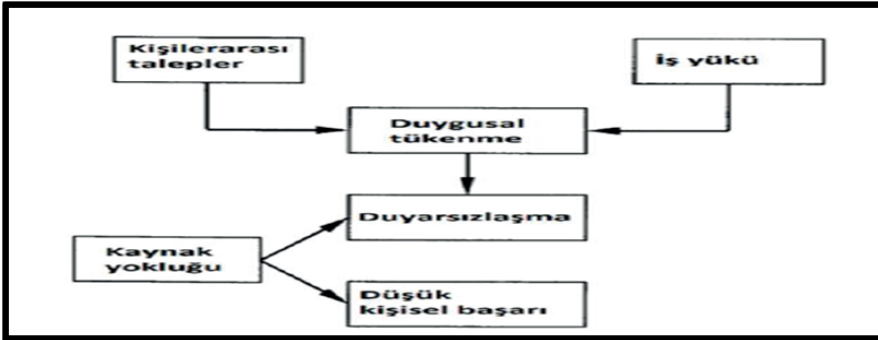 Kişilerarası
talepler
İş yükü
Duygusal
tükenme
Duyarsızlaşma
Kaynak
yokluğu
Düşük
kişisel başarı